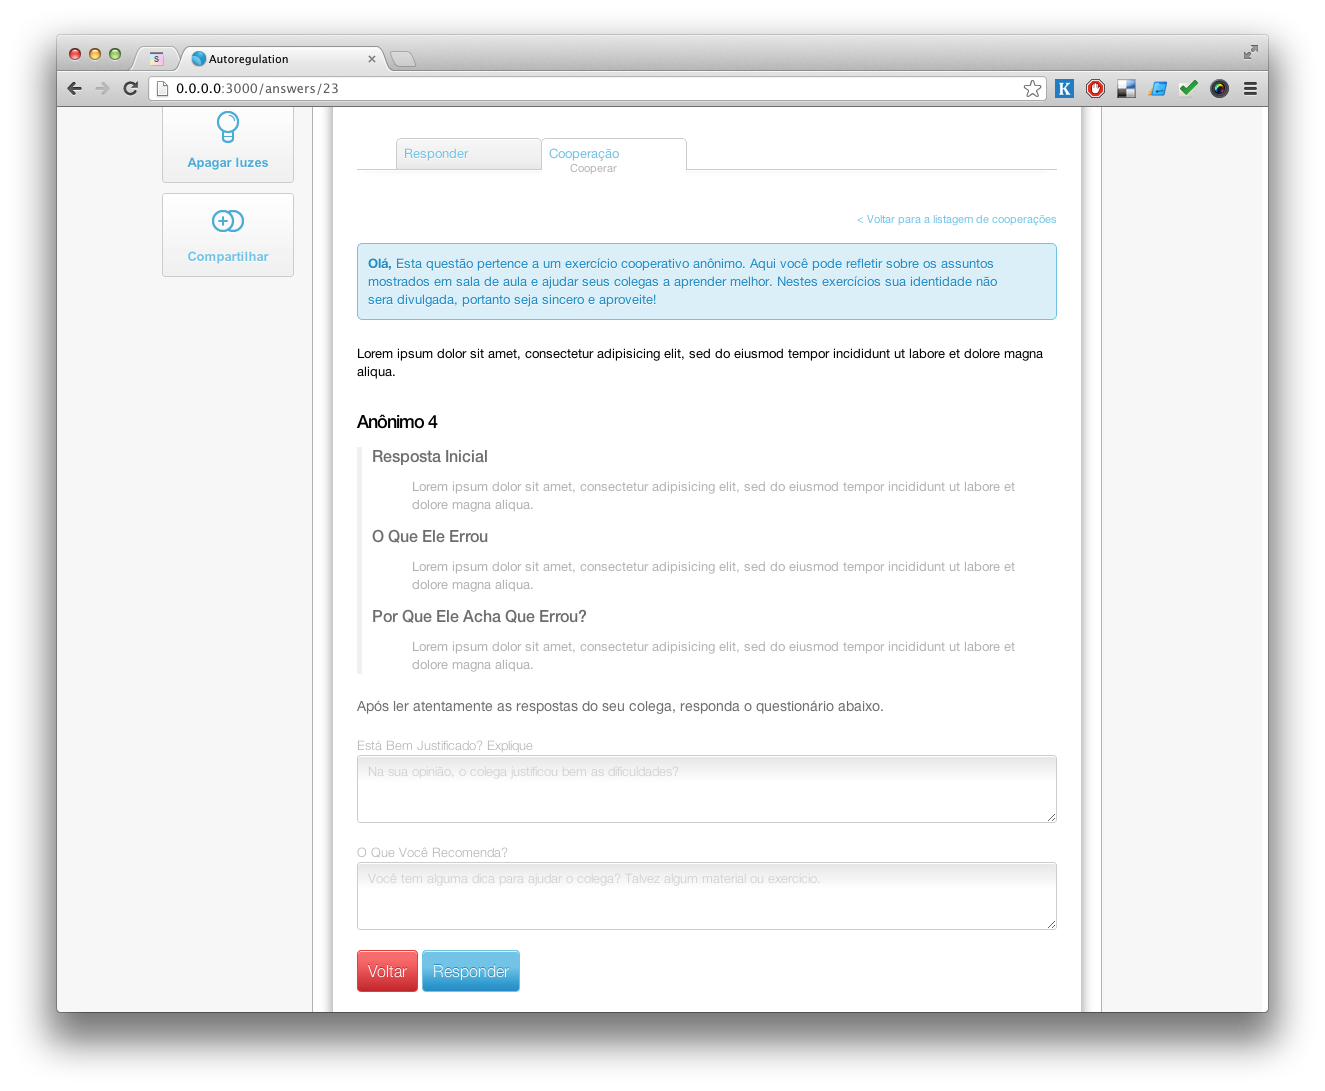 S
Autoregulation
0.0.0.0:3000/answers/23
K
Apagar luzes
Compartilhar
Responder
Cooperação
Cooperar
< Voltar para a listagem de cooperações
Olá, Esta questão pertence a um exercício cooperativo anônimo. Aqui você pode refletir sobre os assuntos
mostrados em sala de aula e ajudar seus colegas a aprender melhor. Nestes exercícios sua identidade não
sera divulgada, portanto seja sincero e aproveite!
Lorem ipsum dolor sit amet, consectetur adipisicing elit, sed do eiusmod tempor incididunt ut labore et dolore magna
aliqua.
Anônimo 4
Resposta Inicial
Lorem ipsum dolor sit amet, consectetur adipisicing elit, sed do eiusmod tempor incididunt ut labore et
dolore magna aliqua.
O Que Ele Errou
Lorem ipsum dolor sit amet, consectetur adipisicing elit, sed do eiusmod tempor incididunt ut labore et
dolore magna aliqua.
Por Que Ele Acha Que Errou?
Lorem ipsum dolor sit amet, consectetur adipisicing elit, sed do eiusmod tempor incididunt ut labore et
dolore magna aliqua.
Após ler atentamente as respostas do seu colega, responda o questionário abaixo.
Está Bem Justificado? Explique
Na sua opinião, o colega justificou bem as dificuldades?
O Que Você Recomenda?
Você tem alguma dica para ajudar o colega? Talvez algum material ou exercício.
Voltar
Responder